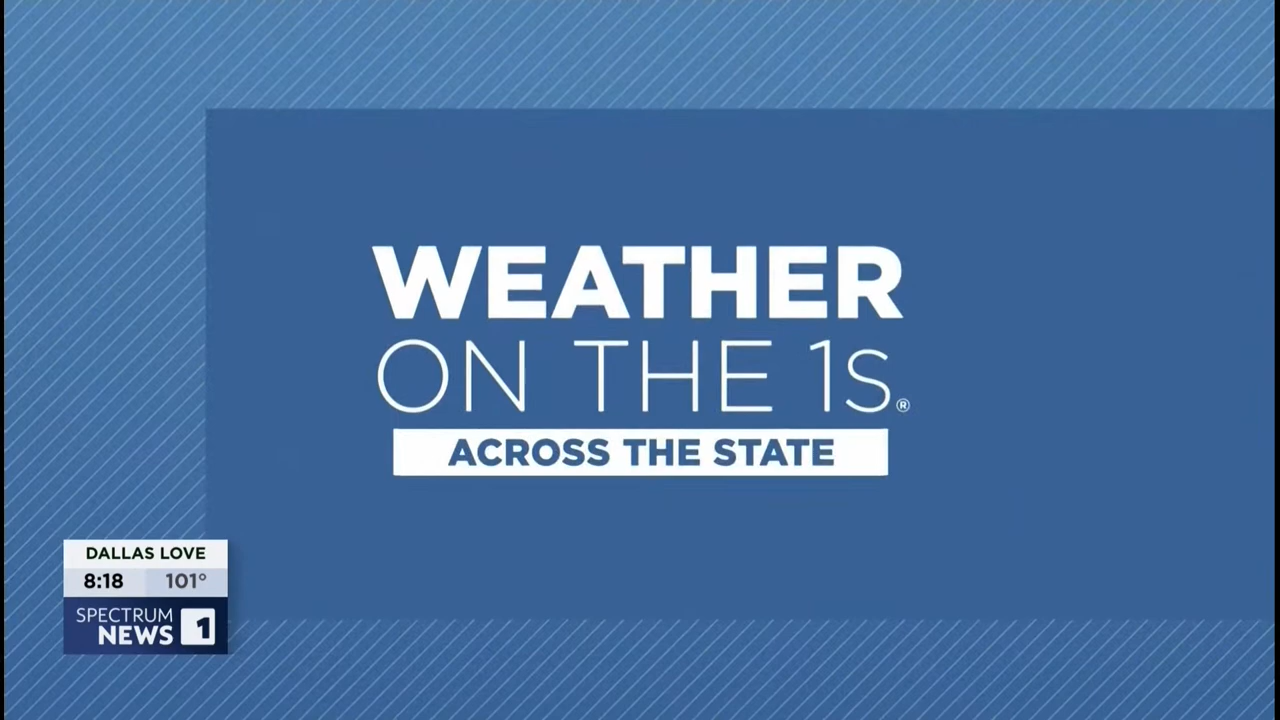 WEATHER
ON THE 1s®
ACROSS THE STATE
DALLAS LOVE
8:18 101°
SPECTRUM
NEWS 1